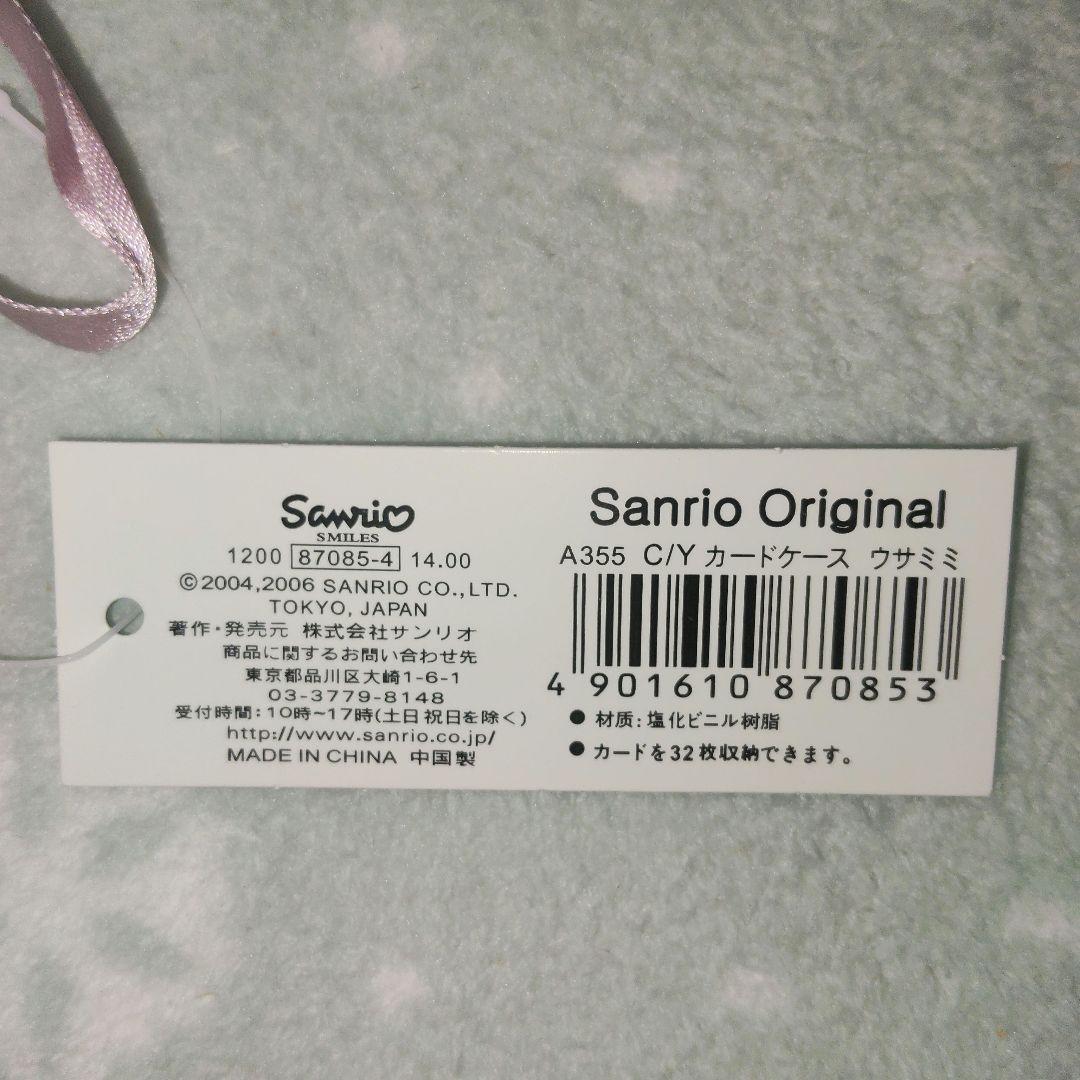 Sanrio
SMILES
1200 87085-4 14.00
©2004,2006 SANRIO CO.,LTD.
TOKYO, JAPAN
著作・発売元 株式会社サンリオ
商品に関するお問い合わせ先
東京都品川区大崎1-6-1
03-3779-8148
受付時間：10時〜17時(土日祝日を除く)
http://www.sanrio.co.jp/
MADE IN CHINA 中国製
Sanrio Original
A355 C/Y カードケース ウサミミ
4 901610 870853
● 材质：塩化ビニル树脂
● カードを32枚収納できます。